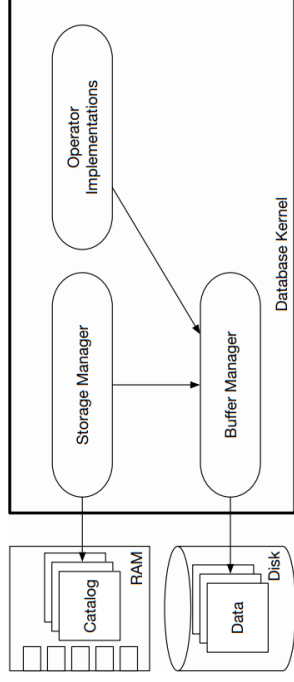 Operator
Implementations
Storage Manager
Buffer Manager
Database Kernel
Catalog
RAM
Data
Disk